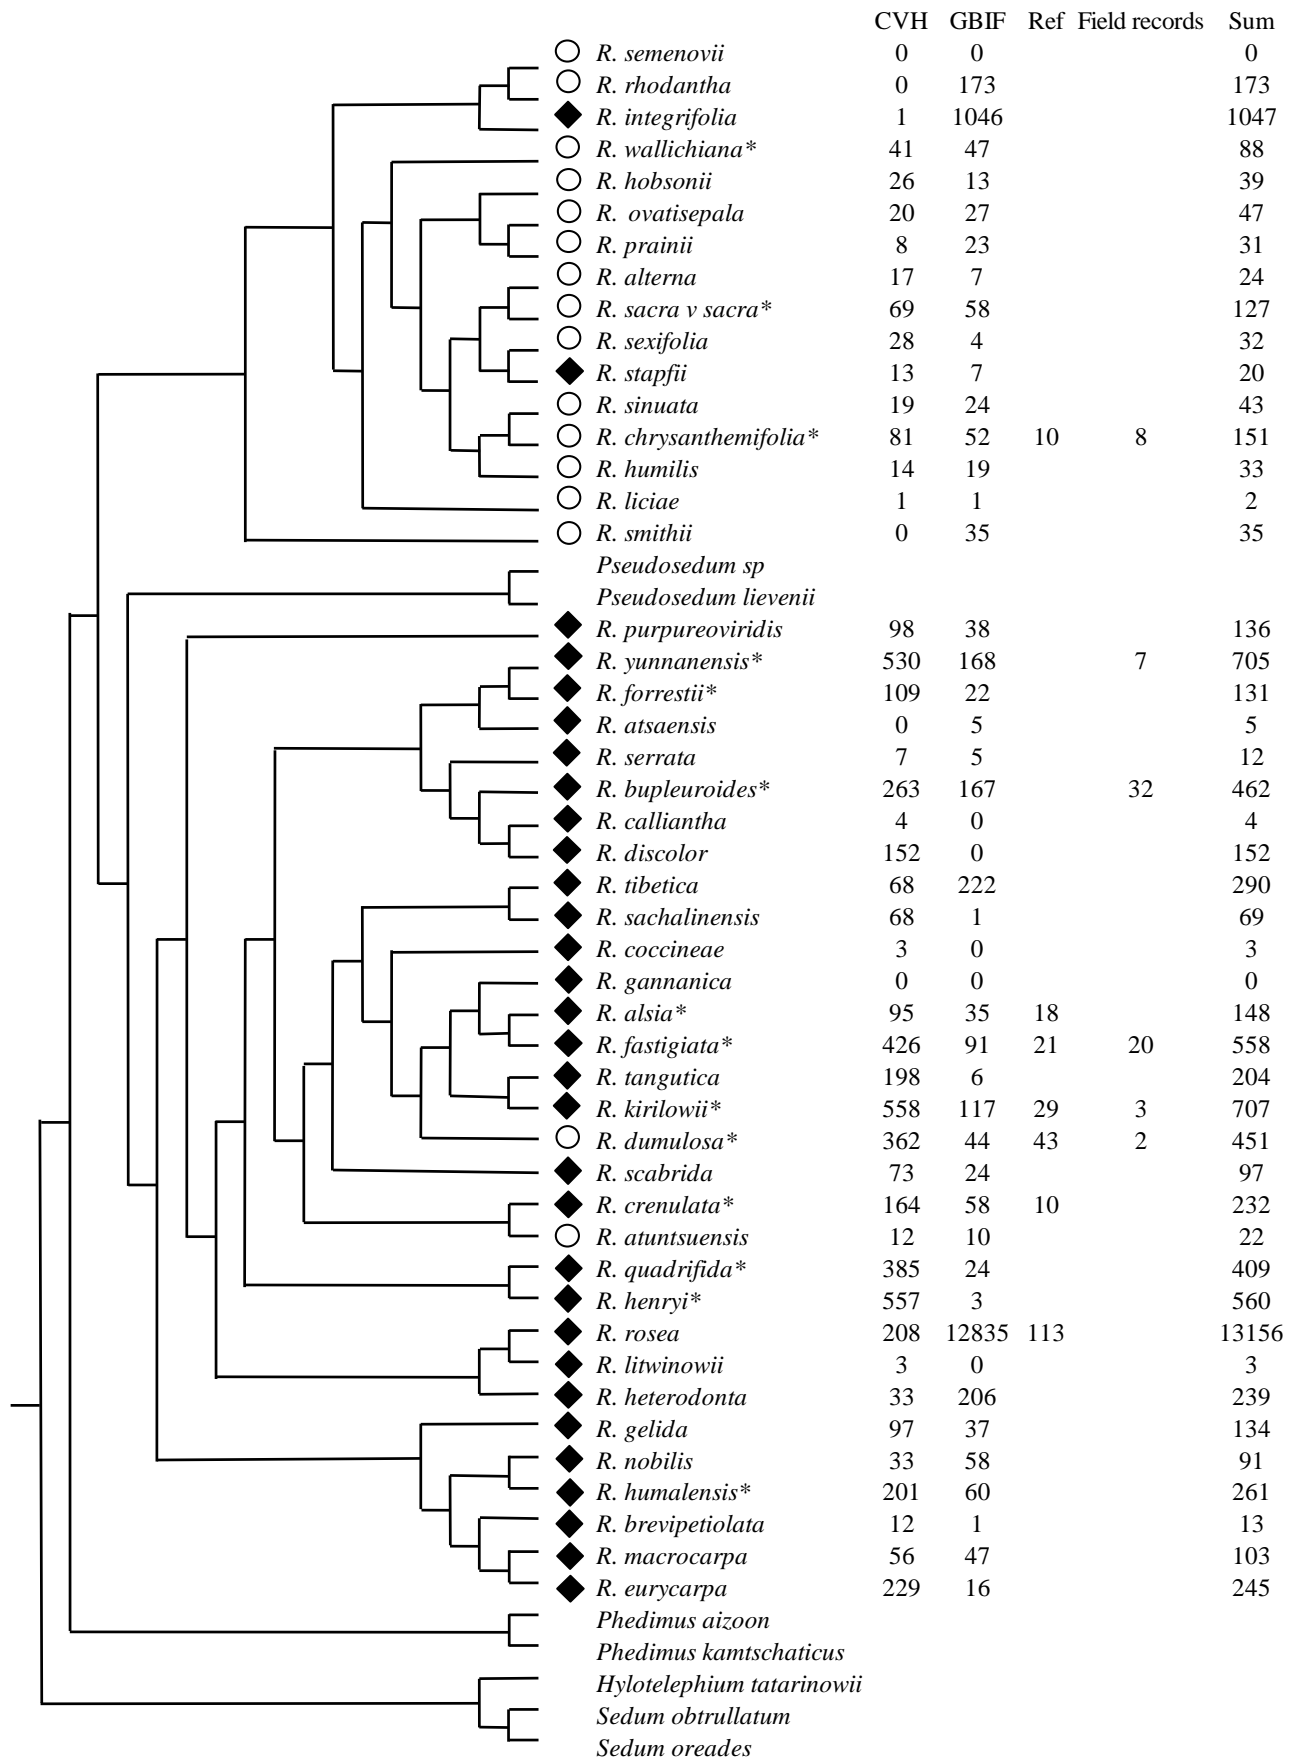 CVH GBIF Ref Field records Sum
R. semenovii 0 0 0
R. rhodantha 0 173 173
R. integrifolia 1 1046 1047
R. wallichiana* 41 47 88
R. hobsonii 26 13 39
R. ovatisepala 20 27 47
R. prainii 8 23 31
R. alterna 17 7 24
R. sacra v sacra* 69 58 127
R. sexifolia 28 4 32
R. stapfii 13 7 20
R. sinuata 19 24 43
R. chrysanthemifolia* 81 52 10 8 151
R. humilis 14 19 33
R. liciae 1 1 2
R. smithii 0 35 35
Pseudosedum sp
Pseudosedum lievenii
R. purpureoviridis 98 38 136
R. yunnanensis* 530 168 7 705
R. forrestii* 109 22 131
R. atsaensis 0 5 5
R. serrata 7 5 12
R. bupleuroides* 263 167 32 462
R. calliantha 4 0 4
R. discolor 152 0 152
R. tibetica 68 222 290
R. sachalinensis 68 1 69
R. coccineae 3 0 3
R. gannanica 0 0 0
R. alsia* 95 35 18 148
R. fastigiata* 426 91 21 20 558
R. tangutica 198 6 204
R. kirilowii* 558 117 29 3 707
R. dumulosa* 362 44 43 2 451
R. scabrida 73 24 97
R. crenulata* 164 58 10 232
R. atuntsuensis 12 10 22
R. quadrifida* 385 24 409
R. henryi* 557 3 560
R. rosea 208 12835 113 13156
R. litwinowii 3 0 3
R. heterodonta 33 206 239
R. gelida 97 37 134
R. nobilis 33 58 91
R. humalensis* 201 60 261
R. brevipetiolata 12 1 13
R. macrocarpa 56 47 103
R. eurycarpa 229 16 245
Phedimus aizoon
Phedimus kamtschaticus
Hylotelephium tatarinowii
Sedum obtrullatum
Sedum oreades